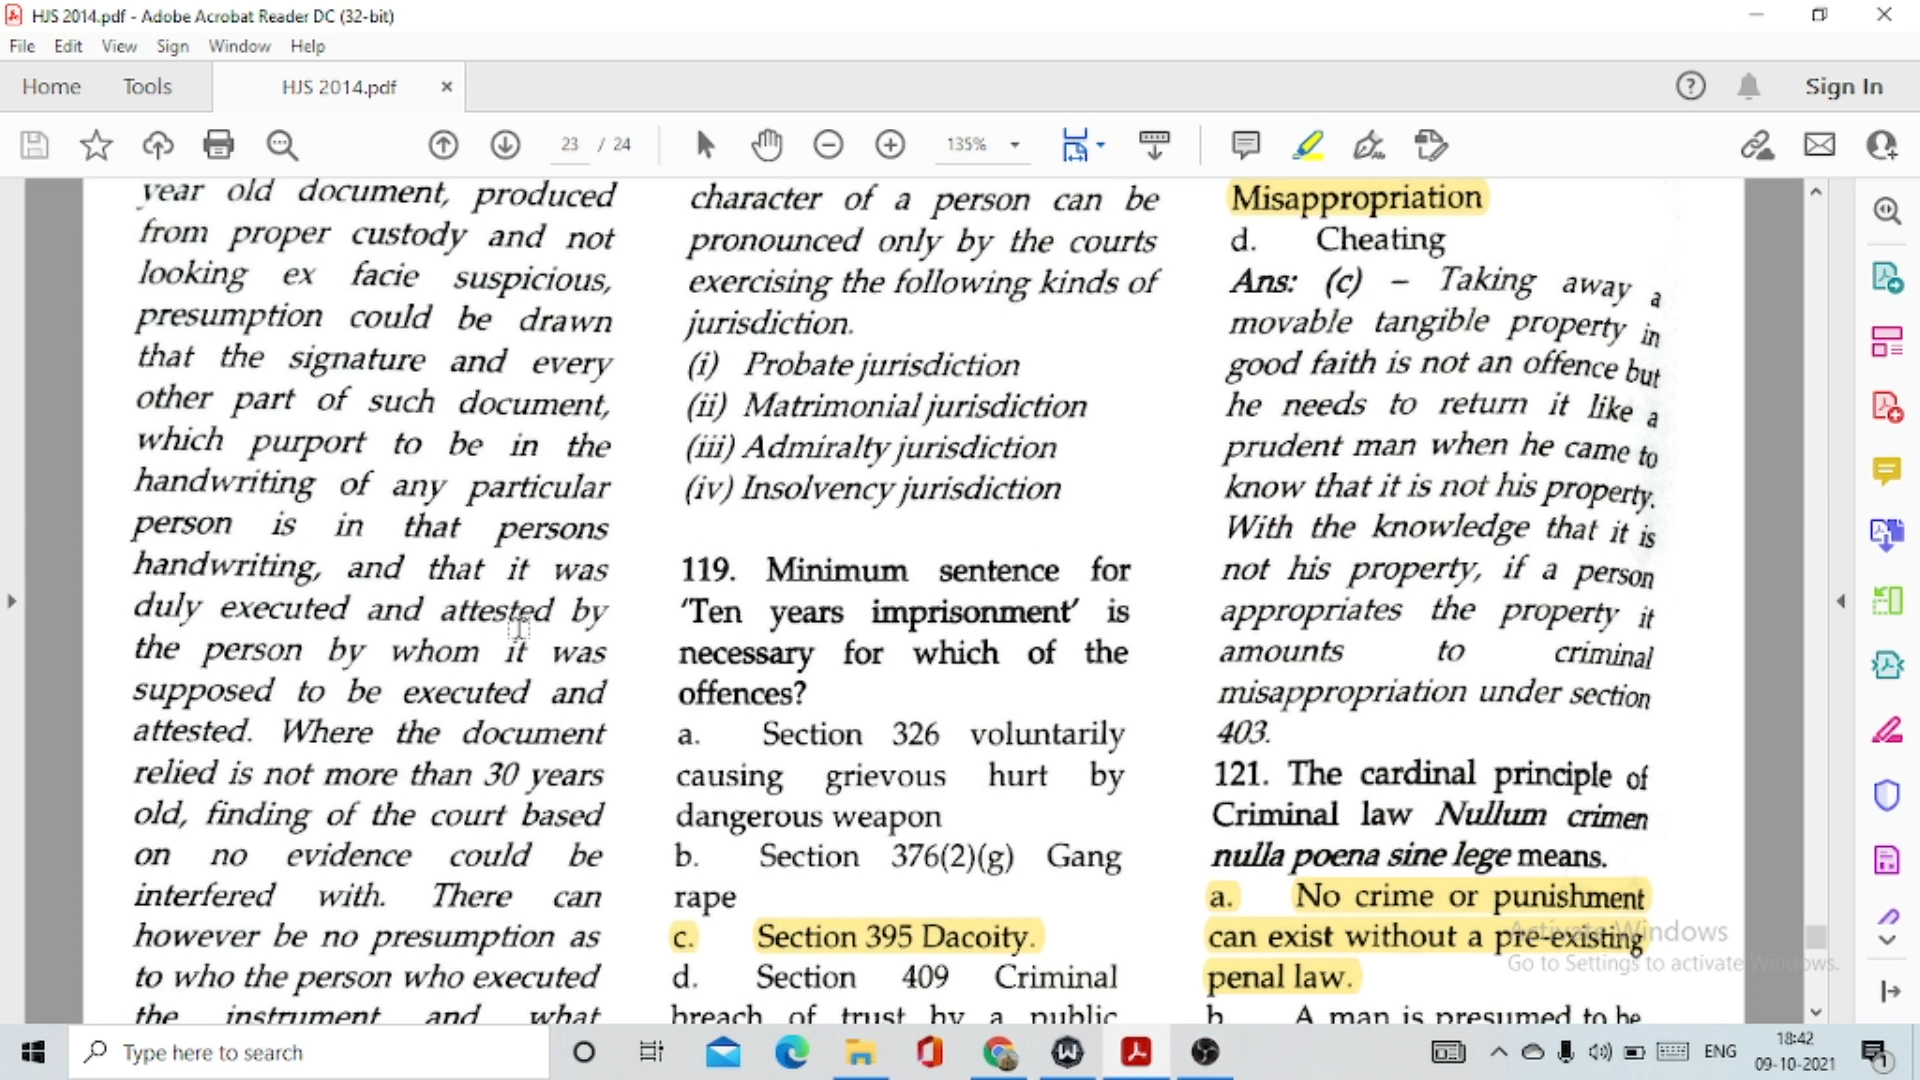 HJS 2014.pdf - Adobe Acrobat Reader DC (32-bit)
File Edit View Sign Window Help
Home Tools HJS 2014.pdf × Sign In
23 / 24 135%
year old document, produced
from proper custody and not
looking ex facie suspicious,
presumption could be drawn
that the signature and every
other part of such document,
which purport to be in the
handwriting of any particular
person is in that persons
handwriting, and that it was
duly executed and attested by
the person by whom it was
supposed to be executed and
attested. Where the document
relied is not more than 30 years
old, finding of the court based
on no evidence could be
interfered with. There can
however be no presumption as
to who the person who executed
the instrument and what
character of a person can be
pronounced only by the courts
exercising the following kinds of
jurisdiction.
(i) Probate jurisdiction
(ii) Matrimonial jurisdiction
(iii) Admiralty jurisdiction
(iv) Insolvency jurisdiction
119. Minimum sentence for
'Ten years imprisonment' is
necessary for which of the
offences?
a. Section 326 voluntarily
causing grievous hurt by
dangerous weapon
b. Section 376(2)(g) Gang
rape
c. Section 395 Dacoity.
d. Section 409 Criminal
breach of trust by a public
Misappropriation
d. Cheating
Ans: (c) – Taking away a
movable tangible property in
good faith is not an offence but
he needs to return it like a
prudent man when he came to
know that it is not his property.
With the knowledge that it is
not his property, if a person
appropriates the property it
amounts to criminal
misappropriation under section
403.
121. The cardinal principle of
Criminal law Nullum crimen
nulla poena sine lege means.
a. No crime or punishment
can exist without a pre-existing
penal law.
b. A man is presumed to be
Activate Windows
Go to Settings to activate Windows.
Type here to search
ENG
18:42
09-10-2021
1